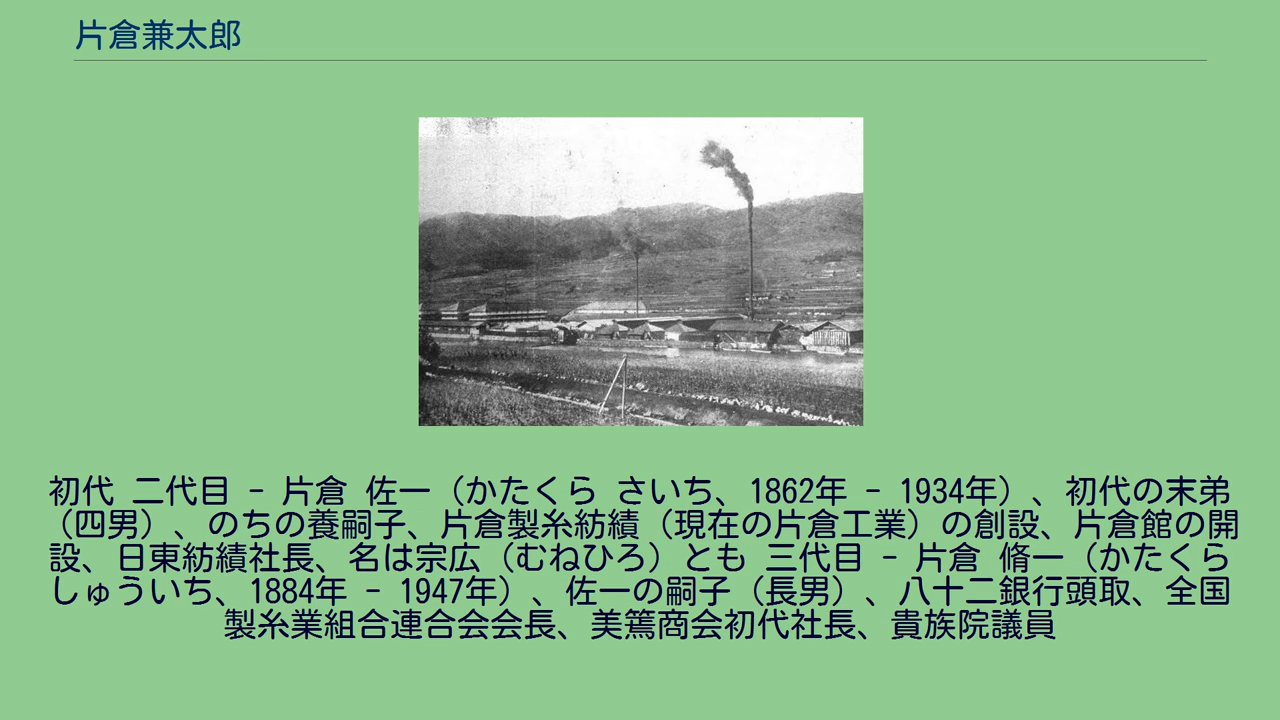 片倉兼太郎
初代 二代目 - 片倉 佐一（かたくら さいち、1862年 - 1934年）、初代の末弟
（四男）、のちの養嗣子、片倉製糸紡績（現在の片倉工業）の創設、片倉館の開
設、日東紡績社長、名は宗広（むねひろ）とも 三代目 - 片倉 脩一（かたくら
しゅういち、1884年 - 1947年）、佐一の嗣子（長男）、八十二銀行頭取、全国
製糸業組合連合会会長、美篶商会初代社長、貴族院議員